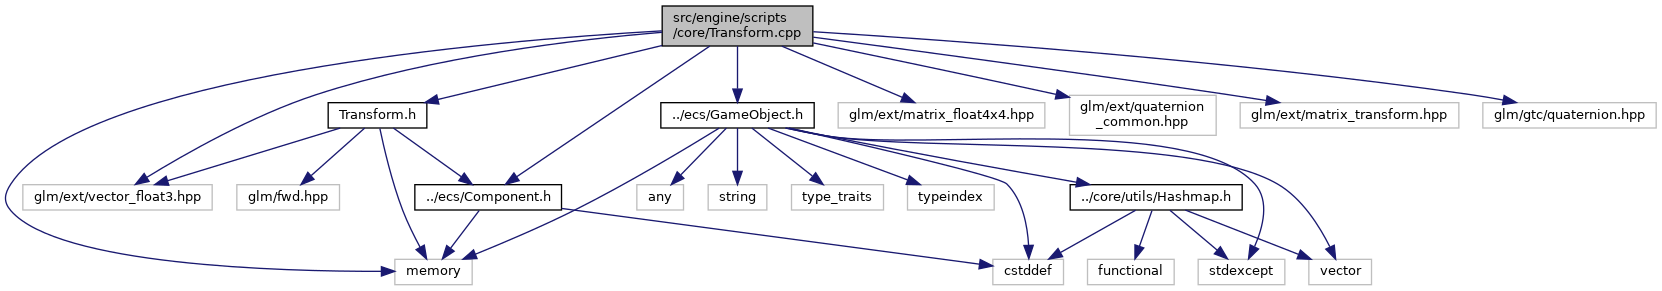 src/engine/scripts
/core/Transform.cpp
Transform.h
../ecs/GameObject.h
glm/ext/matrix_float4x4.hpp
glm/ext/quaternion
_common.hpp
glm/ext/matrix_transform.hpp
glm/gtc/quaternion.hpp
glm/ext/vector_float3.hpp
glm/fwd.hpp
../ecs/Component.h
any
string
type_traits
typeindex
../core/utils/Hashmap.h
memory
cstddef
functional
stdexcept
vector